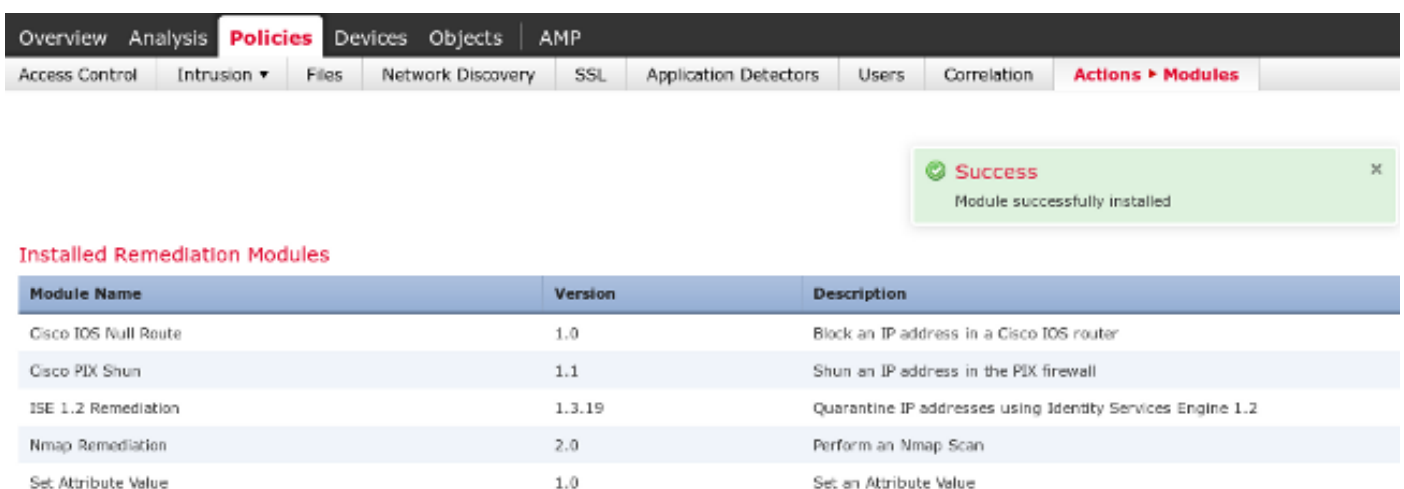 Overview Analysis Policies Devices Objects AMP
Access Control Intrusion ▼ Files Network Discovery SSL Application Detectors Users Correlation Actions ▶ Modules
Success ×
Module successfully installed
Installed Remediation Modules
Module Name Version Description
Cisco IOS Null Route 1.0 Block an IP address in a Cisco IOS router
Cisco PIX Shun 1.1 Shun an IP address in the PIX firewall
ISE 1.2 Remediation 1.3.19 Quarantine IP addresses using Identity Services Engine 1.2
Nmap Remediation 2.0 Perform an Nmap Scan
Set Attribute Value 1.0 Set an Attribute Value